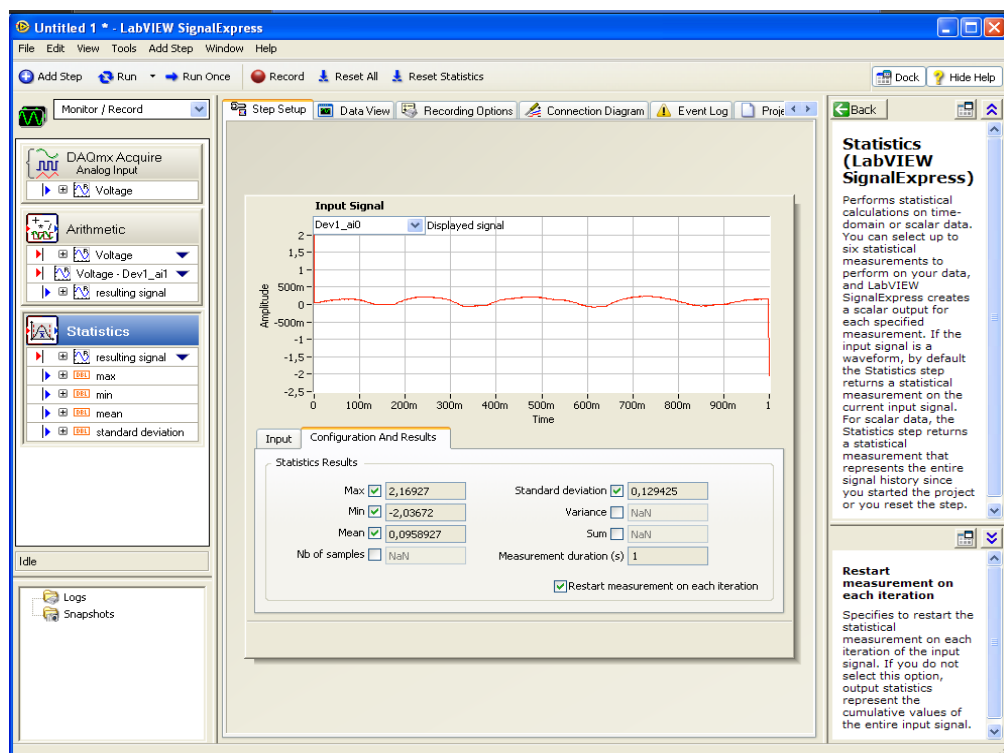 Untitled 1 * - LabVIEW SignalExpress
File Edit View Tools Add Step Window Help
Add Step Run Run Once Record Reset All Reset Statistics Dock Hide Help
Monitor / Record
DAQmx Acquire
Analog Input
Voltage
Arithmetic
Voltage
Voltage - Dev1_ai1
resulting signal
Statistics
resulting signal
DBL max
DBL min
DBL mean
DBL standard deviation
Idle
Logs
Snapshots
Step Setup Data View Recording Options Connection Diagram Event Log Proje
Input Signal
Dev1_ai0 Displayed signal
Amplitude
2
1,5
1
500m
0
-500m
-1
-1,5
-2
-2,5
0 100m 200m 300m 400m 500m 600m 700m 800m 900m 1
Time
Input Configuration And Results
Statistics Results
Max 2,16927 Standard deviation 0,129425
Min -2,03672 Variance NaN
Mean 0,0958927 Sum NaN
Nb of samples NaN Measurement duration (s) 1
Restart measurement on each iteration
Back
Statistics
(LabVIEW
SignalExpress)
Performs statistical
calculations on time-
domain or scalar data.
You can select up to
six statistical
measurements to
perform on your data,
and LabVIEW
SignalExpress creates
a scalar output for
each specified
measurement. If the
input signal is a
waveform, by default
the Statistics step
returns a statistical
measurement on the
current input signal.
For scalar data, the
Statistics step returns
a statistical
measurement that
represents the entire
signal history since
you started the project
or you reset the step.
Restart
measurement on
each iteration
Specifies to restart the
statistical
measurement on each
iteration of the input
signal. If you do not
select this option,
output statistics
represent the
cumulative values of
the entire input signal.